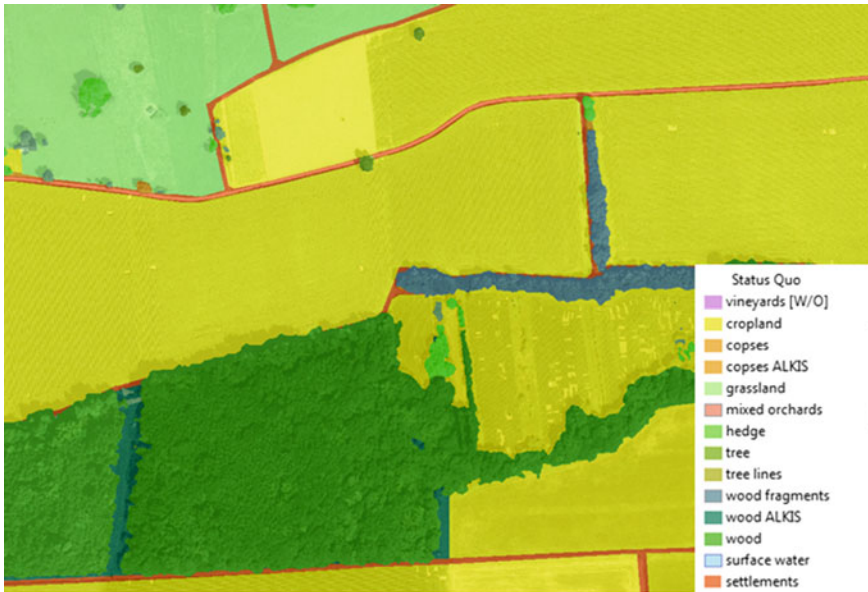 Status Quo
vineyards [W/O]
cropland
copses
copses ALKIS
grassland
mixed orchards
hedge
tree
tree lines
wood fragments
wood ALKIS
wood
surface water
settlements